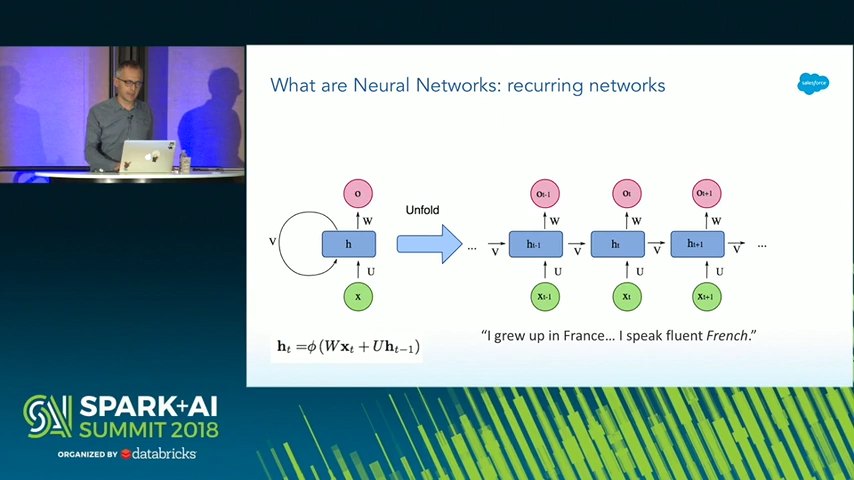 What are Neural Networks: recurring networks
salesforce
o
W
V
h
U
x
Unfold
...
ot-1
W
V
ht-1
V
U
xt-1
ot
W
ht
V
U
xt
ot+1
W
ht+1
V
U
xt+1
...
h_t =ϕ(Wx_t + Uh_{t-1})
“I grew up in France... I speak fluent French.”
SPARK+AI
SUMMIT 2018
ORGANIZED BY databricks